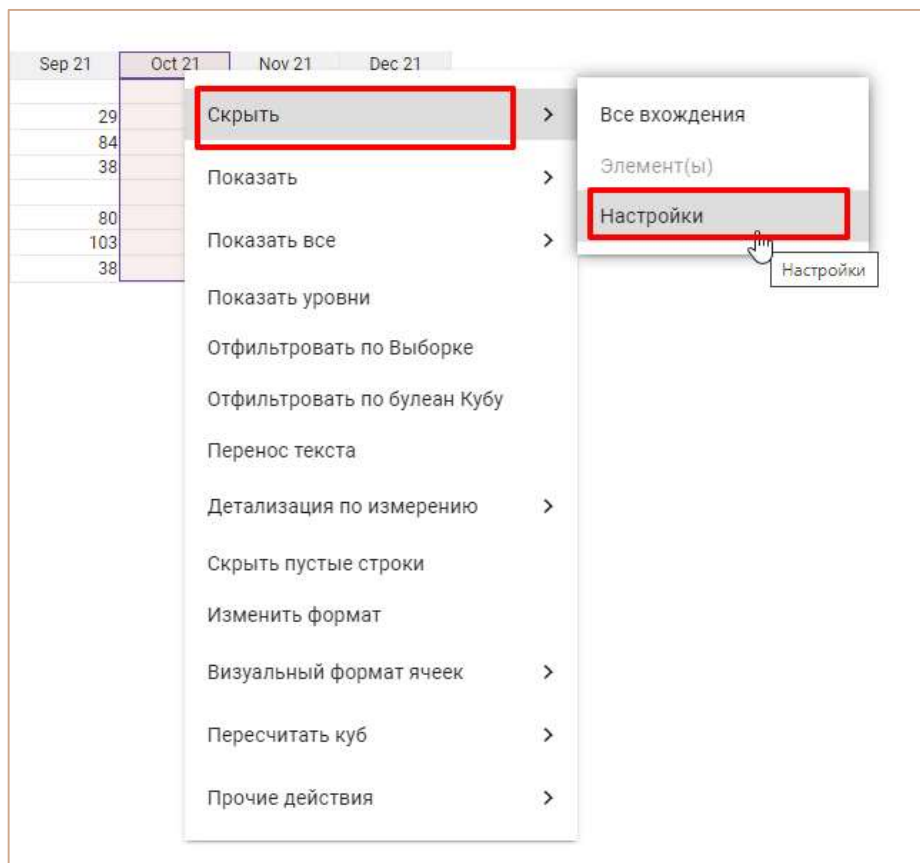 Sep 21 Oct 21 Nov 21 Dec 21
29
84
38
80
103
38
Скрыть
Показать
Показать все
Показать уровни
Отфильтровать по Выборке
Отфильтровать по булеан Кубу
Перенос текста
Детализация по измерению
Скрыть пустые строки
Изменить формат
Визуальный формат ячеек
Пересчитать куб
Прочие действия
Все вхождения
Элемент(ы)
Настройки
Настройки